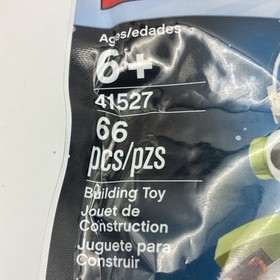 Ages/edades
6+
41527
66
pcs/pzs
Building Toy
Jouet de
Construction
Juguete para
Construir